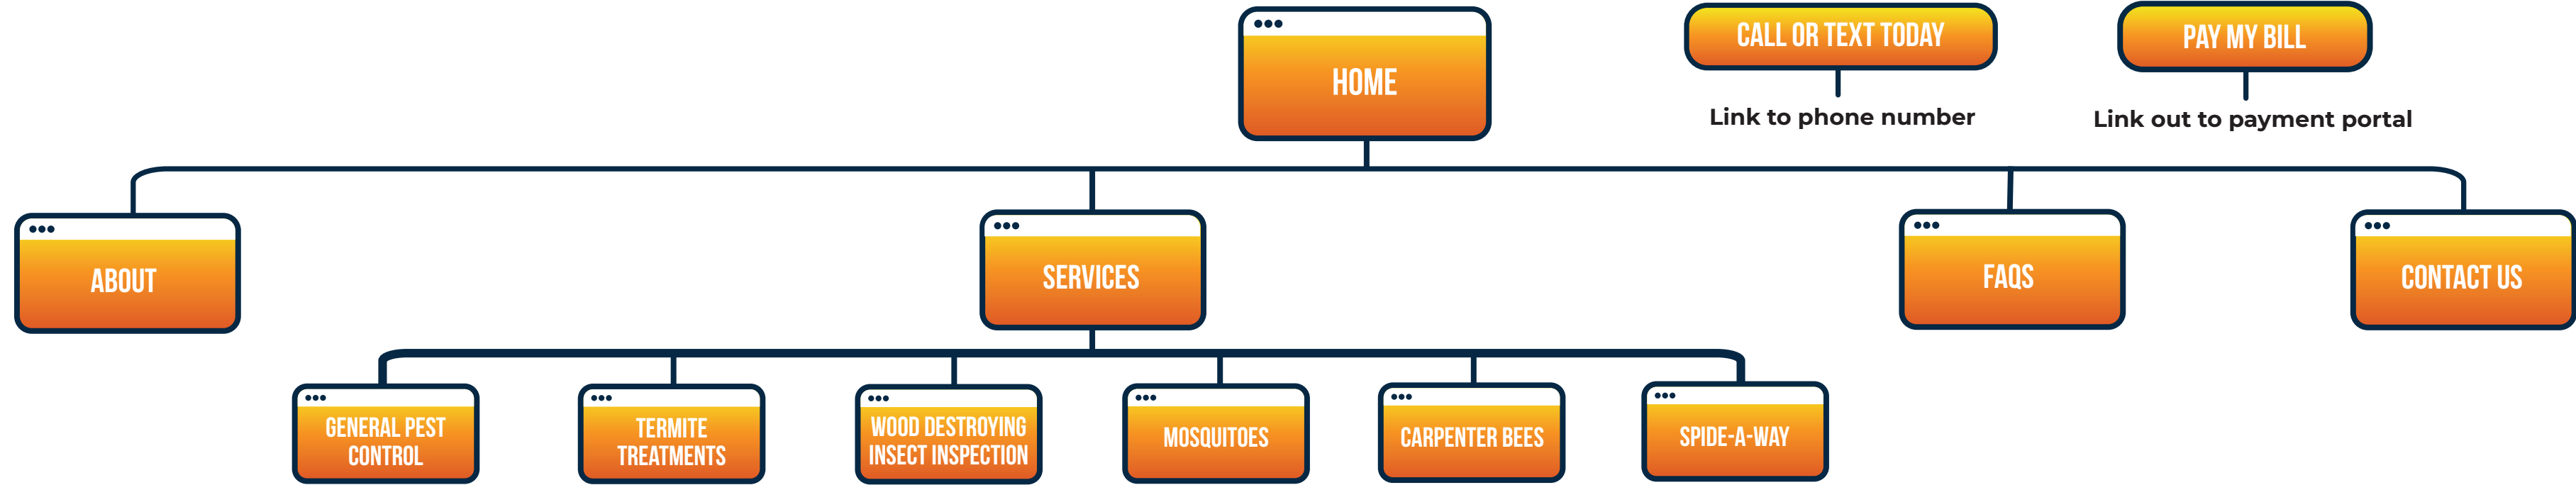 HOME
CALL OR TEXT TODAY
PAY MY BILL
Link to phone number
Link out to payment portal
ABOUT
SERVICES
FAQS
CONTACT US
GENERAL PEST
CONTROL
TERMITE
TREATMENTS
WOOD DESTROYING
INSECT INSPECTION
MOSQUITOES
CARPENTER BEES
SPIDE-A-WAY